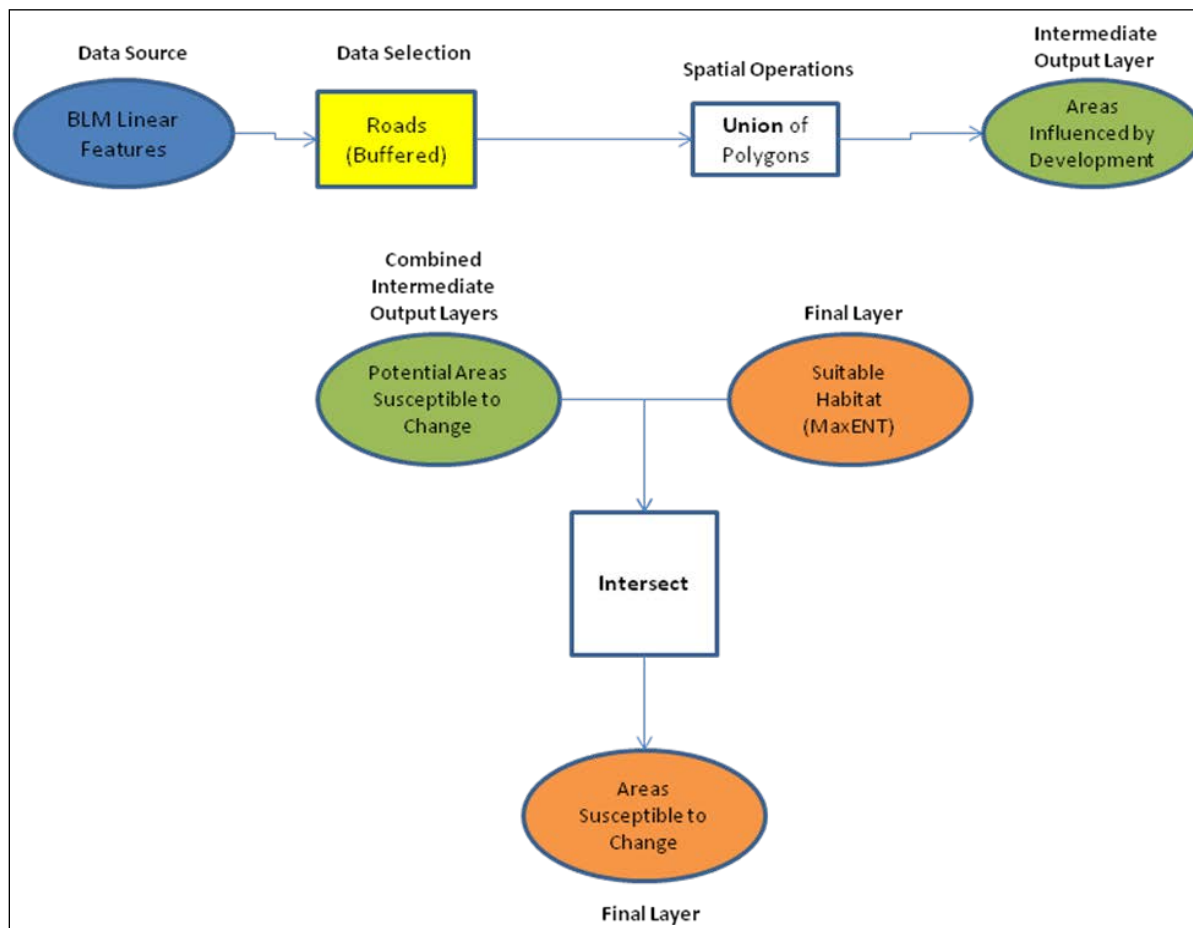 Data Source
Data Selection
Spatial Operations
Intermediate
Output Layer
BLM Linear
Features
Roads
(Buffered)
Union of
Polygons
Areas
Influenced by
Development
Combined
Intermediate
Output Layers
Final Layer
Potential Areas
Susceptible to
Change
Suitable
Habitat
(MaxENT)
Intersect
Areas
Susceptible to
Change
Final Layer